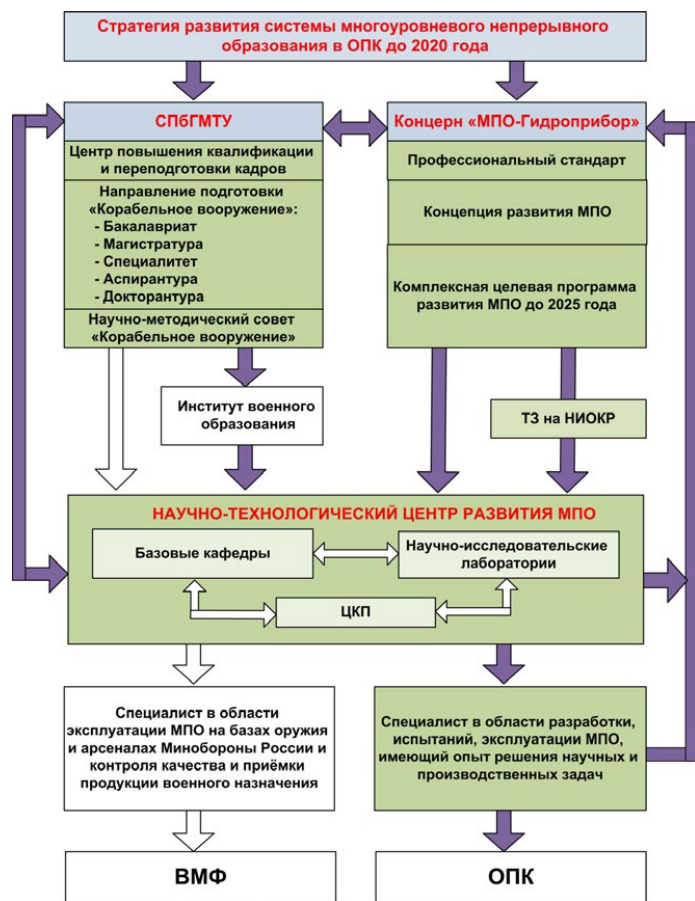 Стратегия развития системы многоуровневого непрерывного
образования в ОПК до 2020 года
СПбГМТУ
Центр повышения квалификации
и переподготовки кадров
Направление подготовки
«Корабельное вооружение»:
- Бакалавриат
- Магистратура
- Специалитет
- Аспирантура
- Докторантура
Научно-методический совет
«Корабельное вооружение»
Концерн «МПО-Гидроприбор»
Профессиональный стандарт
Концепция развития МПО
Комплексная целевая программа
развития МПО до 2025 года
Институт военного
образования
ТЗ на НИОКР
НАУЧНО-ТЕХНОЛОГИЧЕСКИЙ ЦЕНТР РАЗВИТИЯ МПО
Базовые кафедры
Научно-исследовательские
лаборатории
ЦКП
Специалист в области
эксплуатации МПО на базах оружия
и арсеналах Минобороны России и
контроля качества и приёмки
продукции военного назначения
Специалист в области разработки,
испытаний, эксплуатации МПО,
имеющий опыт решения научных и
производственных задач
ВМФ
ОПК